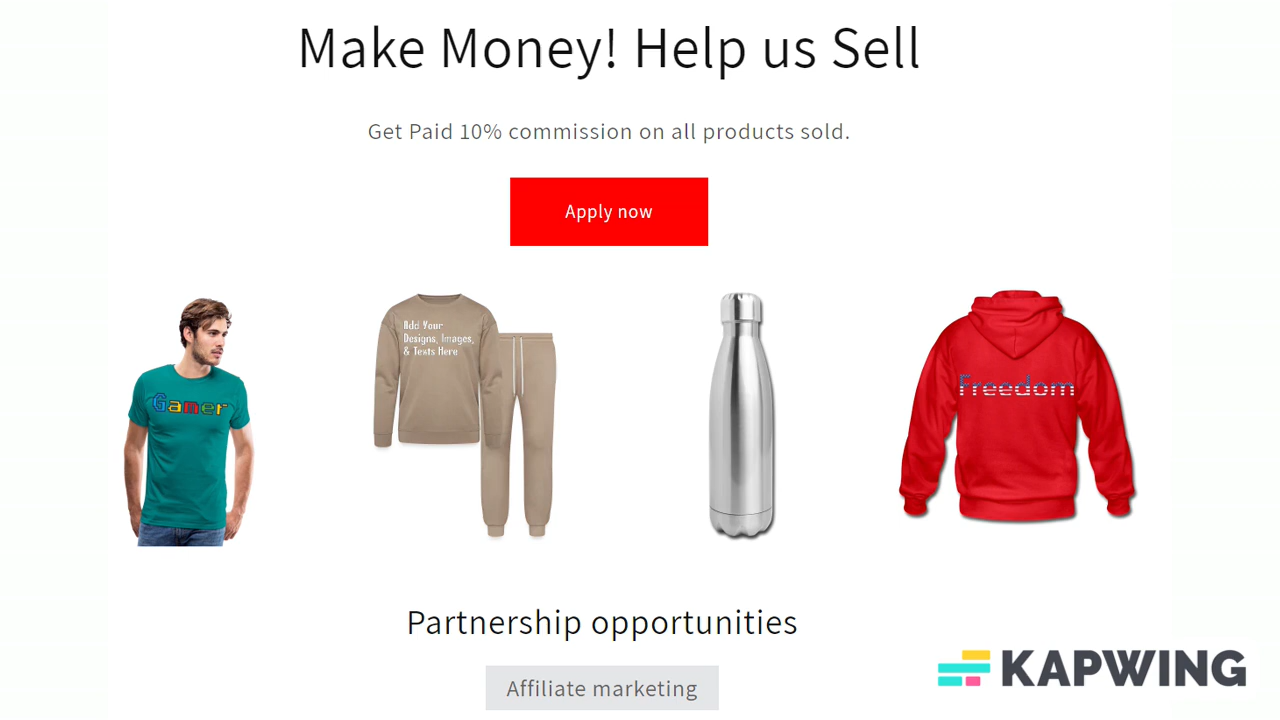 Make Money! Help us Sell
Get Paid 10% commission on all products sold.
Apply now
Gamer
Add Your
Designs, Images,
& Texts Here
Freedom
Partnership opportunities
Affiliate marketing
KAPWING